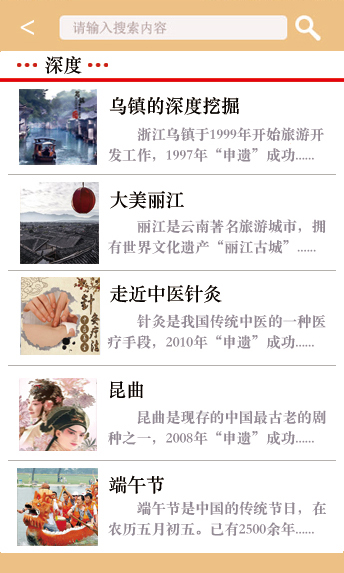 <
请输入搜索内容
••• 深度 •••
乌镇的深度挖掘
浙江乌镇于1999年开始旅游开
发工作，1997年“申遗”成功......
大美丽江
丽江是云南著名旅游城市，拥
有世界文化遗产“丽江古城” ......
走近中医针灸
针灸是我国传统中医的一种医
疗手段，2010年“申遗”成功......
昆曲
昆曲是现存的中国最古老的剧
种之一，2008年“申遗”成功......
端午节
端午节是中国的传统节日，在
农历五月初五。已有2500余年......